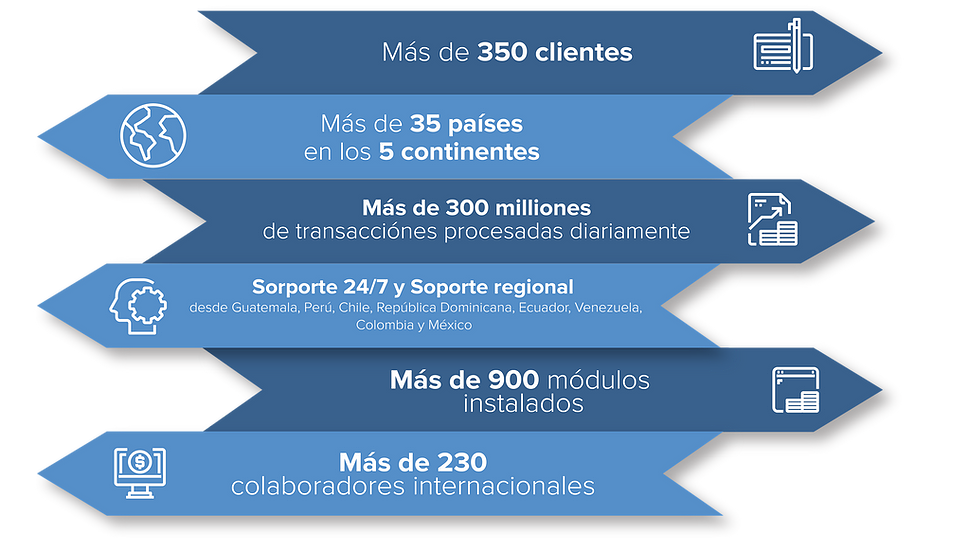 Más de 350 clientes
Más de 35 países
en los 5 continentes
Más de 300 milliones
de transacciónes procesadas diariamente
Sorporte 24/7 y Soporte regional
desde Guatemala, Perú, Chile, República Dominicana, Ecuador, Venezuela,
Colombia y México
Más de 900 módulos
instalados
Más de 230
colaboradores internacionales